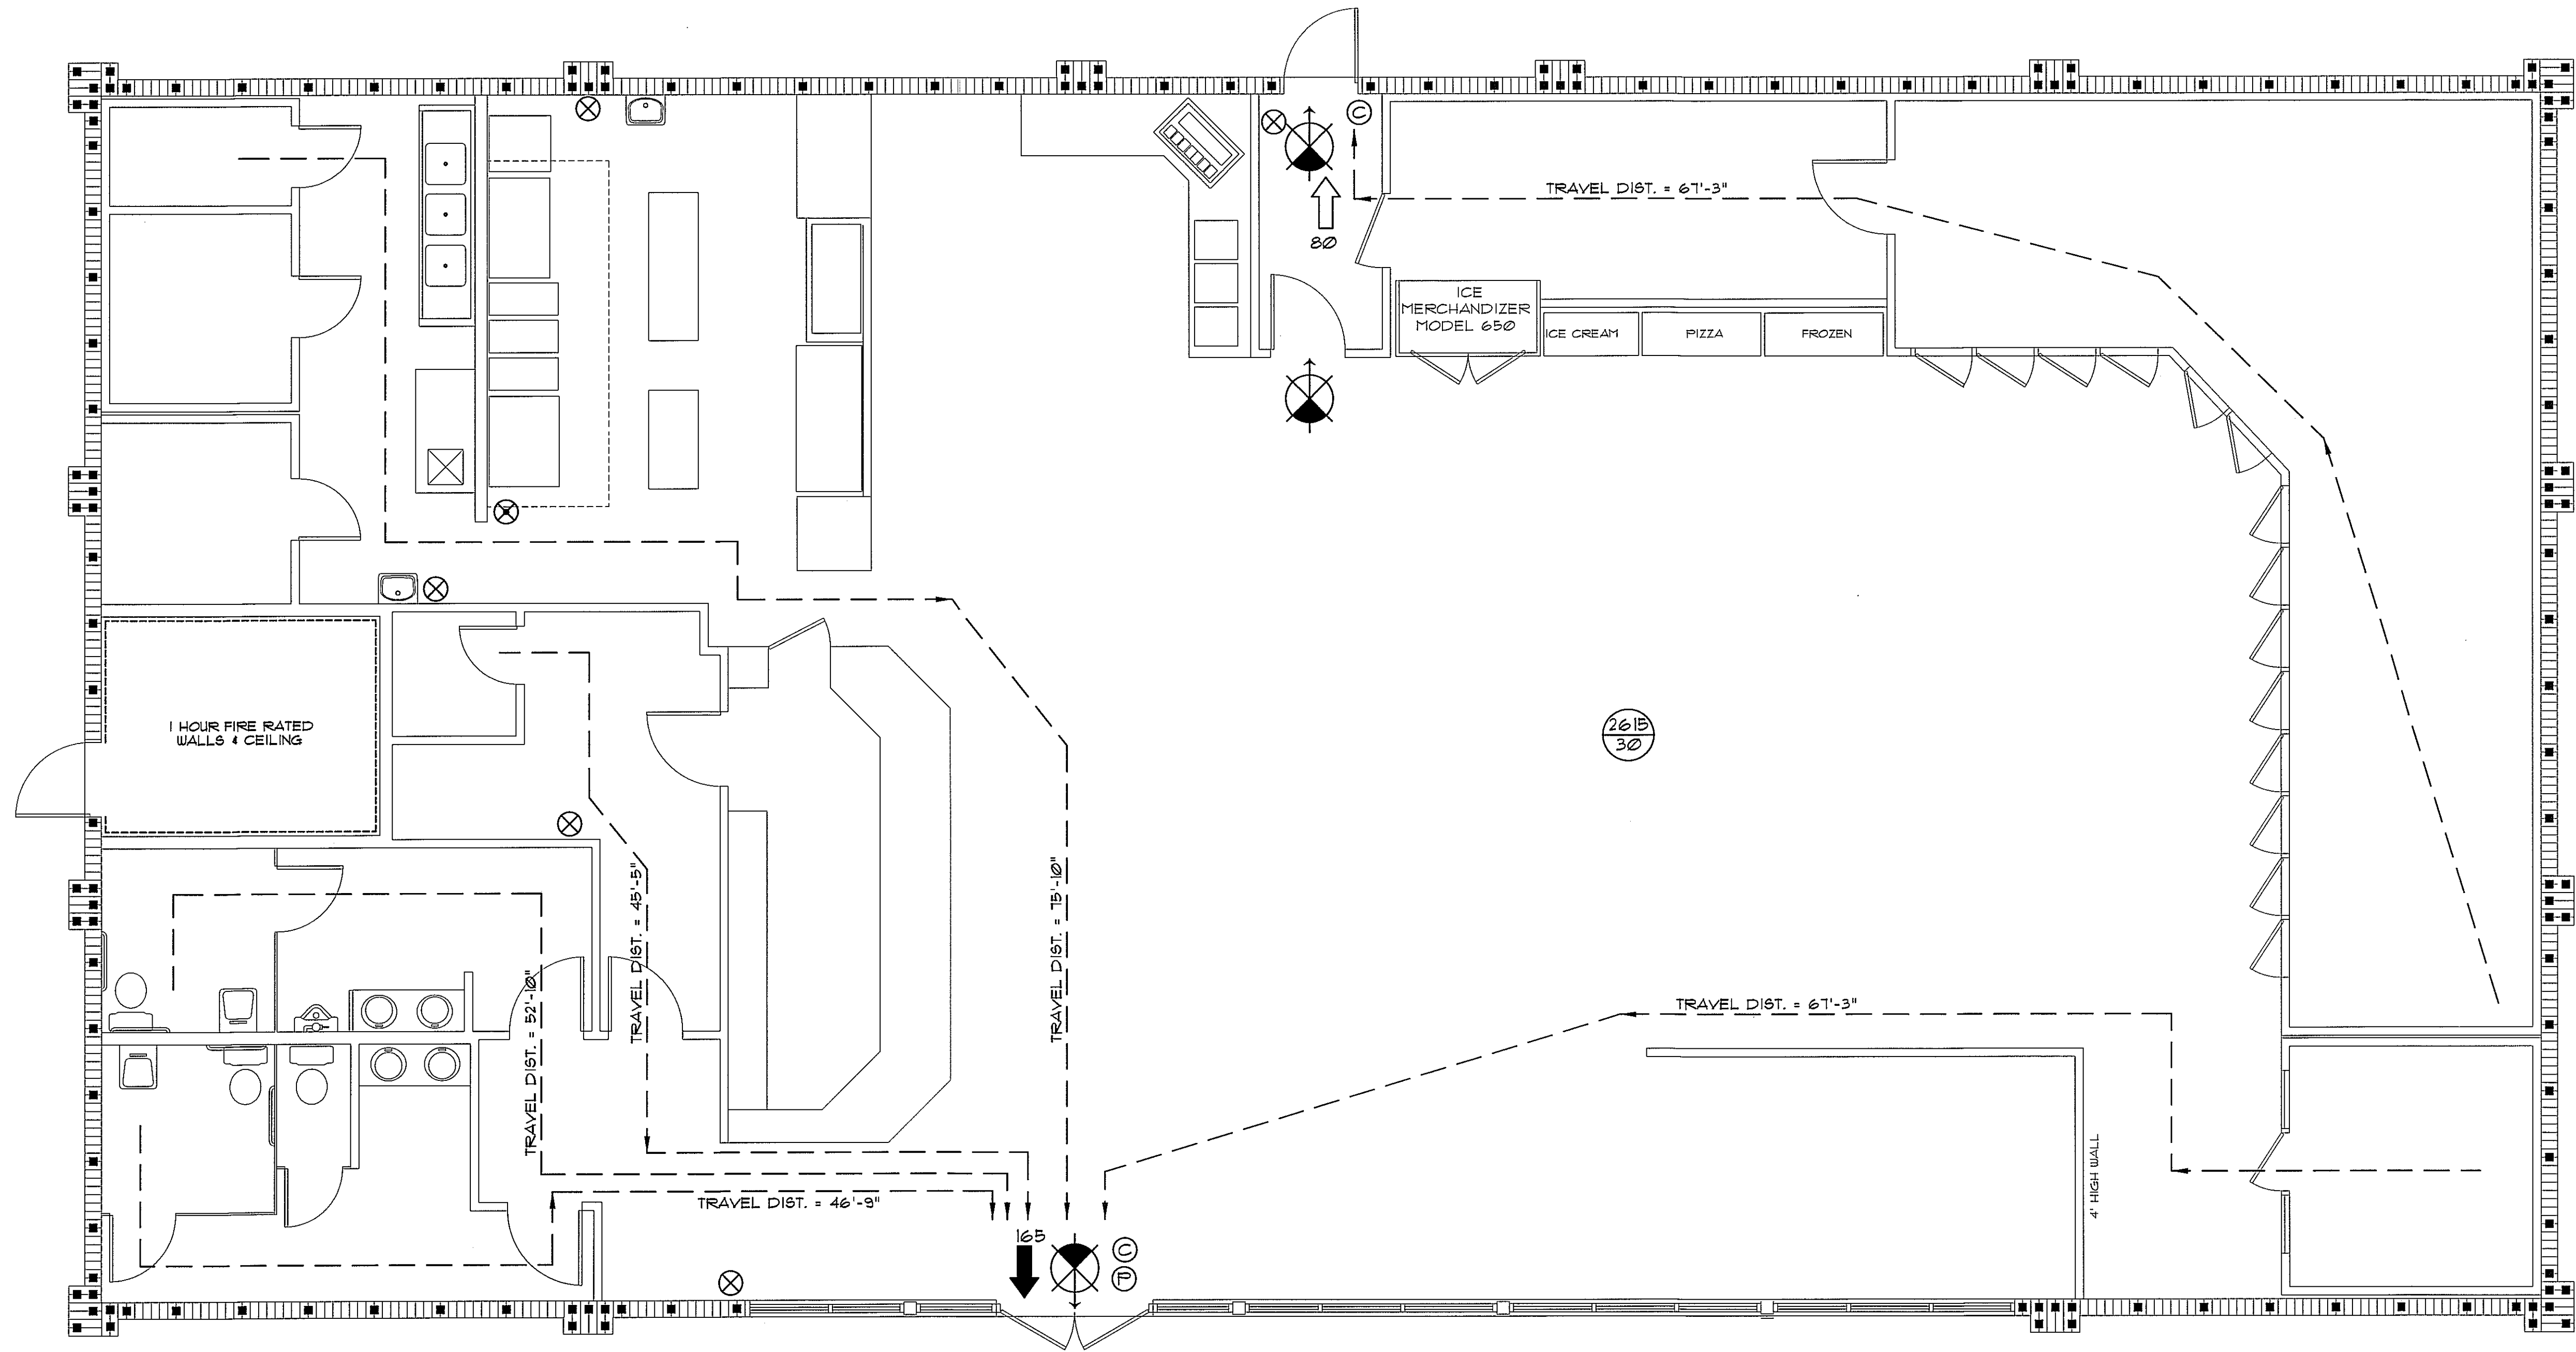 C
TRAVEL DIST. = 67'-3"
80
ICE
MERCHANDIZER
MODEL 650
ICE CREAM
PIZZA
FROZEN
1 HOUR FIRE RATED
WALLS & CEILING
2615
30
TRAVEL DIST. = 45'-5"
TRAVEL DIST. = 75'-10"
TRAVEL DIST. = 52'-10"
TRAVEL DIST. = 67'-3"
4' HIGH WALL
TRAVEL DIST. = 46'-9"
165
C
P